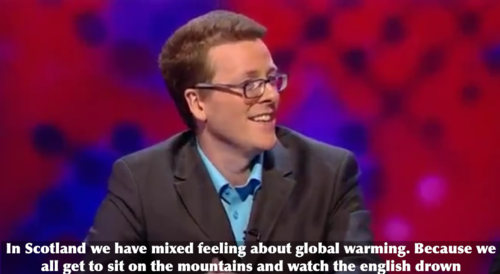 In Scotland we have mixed feeling about global warming. Because we
all get to sit on the mountains and watch the english drown